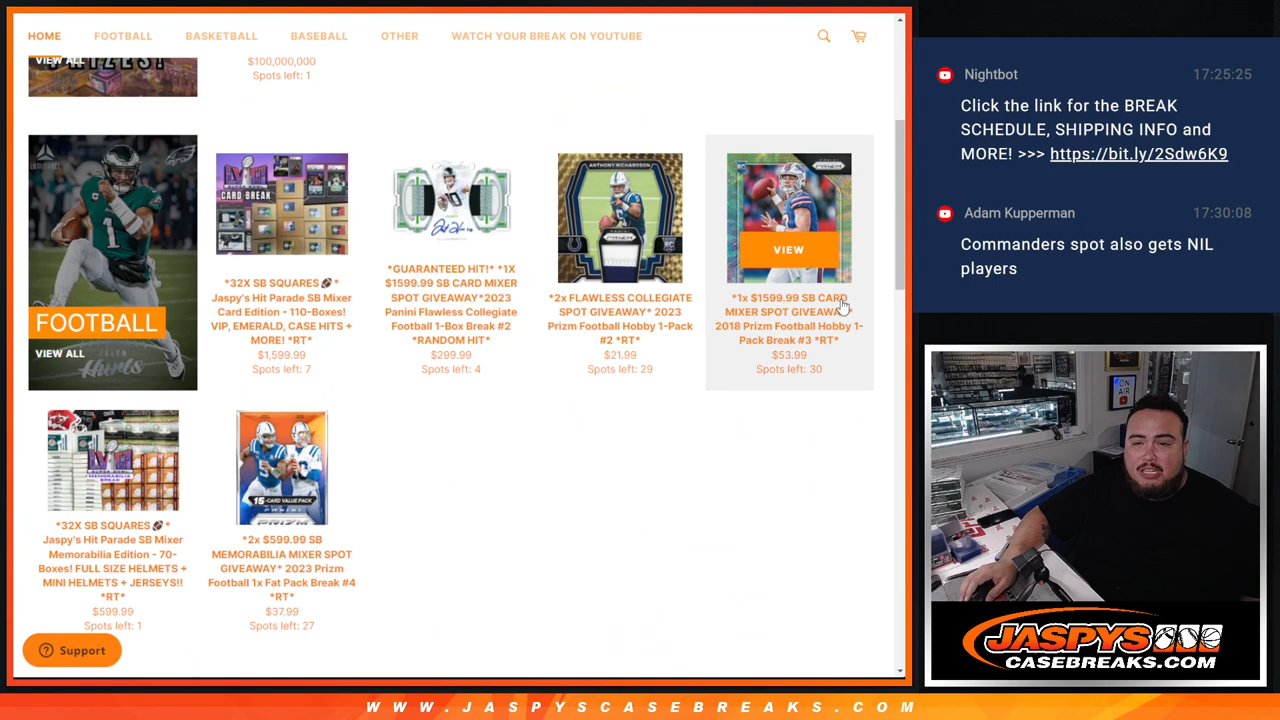 HOME FOOTBALL BASKETBALL BASEBALL OTHER WATCH YOUR BREAK ON YOUTUBE
VIEW ALL
$100,000,000
Spots left: 1
FOOTBALL
VIEW ALL
*32X SB SQUARES🏈*
Jaspy's Hit Parade SB Mixer
Card Edition - 110-Boxes!
VIP, EMERALD, CASE HITS +
MORE! *RT*
$1,599.99
Spots left: 7
*GUARANTEED HIT!* *1X
$1599.99 SB CARD MIXER
SPOT GIVEAWAY*2023
Panini Flawless Collegiate
Football 1-Box Break #2
*RANDOM HIT*
$299.99
Spots left: 4
ANTHONY RICHARDSON
*2x FLAWLESS COLLEGIATE
SPOT GIVEAWAY* 2023
Prizm Football Hobby 1-Pack
#2 *RT*
$21.99
Spots left: 29
VIEW
*1x $1599.99 SB CARD
MIXER SPOT GIVEAWAY*
2018 Prizm Football Hobby 1-
Pack Break #3 *RT*
$53.99
Spots left: 30
*32X SB SQUARES🏈*
Jaspy's Hit Parade SB Mixer
Memorabilia Edition - 70-
Boxes! FULL SIZE HELMETS +
MINI HELMETS + JERSEYS!!
*RT*
$599.99
Spots left: 1
15-CARD VALUE PACK
PRIZM
*2x $599.99 SB
MEMORABILIA MIXER SPOT
GIVEAWAY* 2023 Prizm
Football 1x Fat Pack Break #4
*RT*
$37.99
Spots left: 27
Support
Nightbot 17:25:25
Click the link for the BREAK
SCHEDULE, SHIPPING INFO and
MORE! >>> https://bit.ly/2Sdw6K9
Adam Kupperman 17:30:08
Commanders spot also gets NIL
players
ON AIR
JASPYS
CASEBREAKS.COM
WWW.JASPYSCASEBREAKS.COM